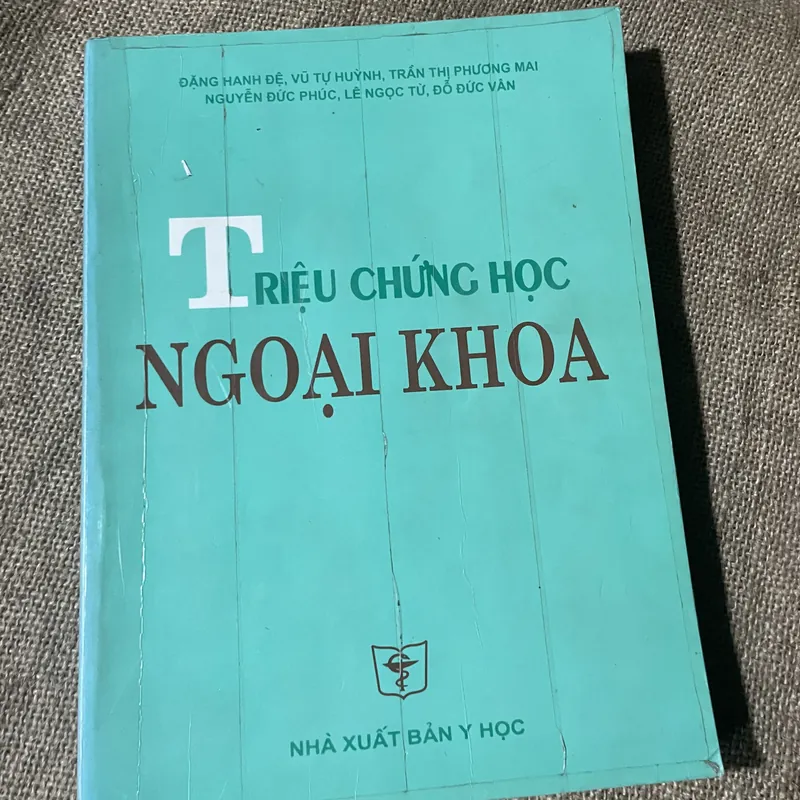 ĐẶNG HANH ĐỆ, VŨ TỰ HUỲNH, TRẦN THỊ PHƯƠNG MAI
NGUYỄN ĐỨC PHÚC, LÊ NGỌC TỪ, ĐỖ ĐỨC VÂN
TRIỆU CHỨNG HỌC
NGOẠI KHOA
NHÀ XUẤT BẢN Y HỌC